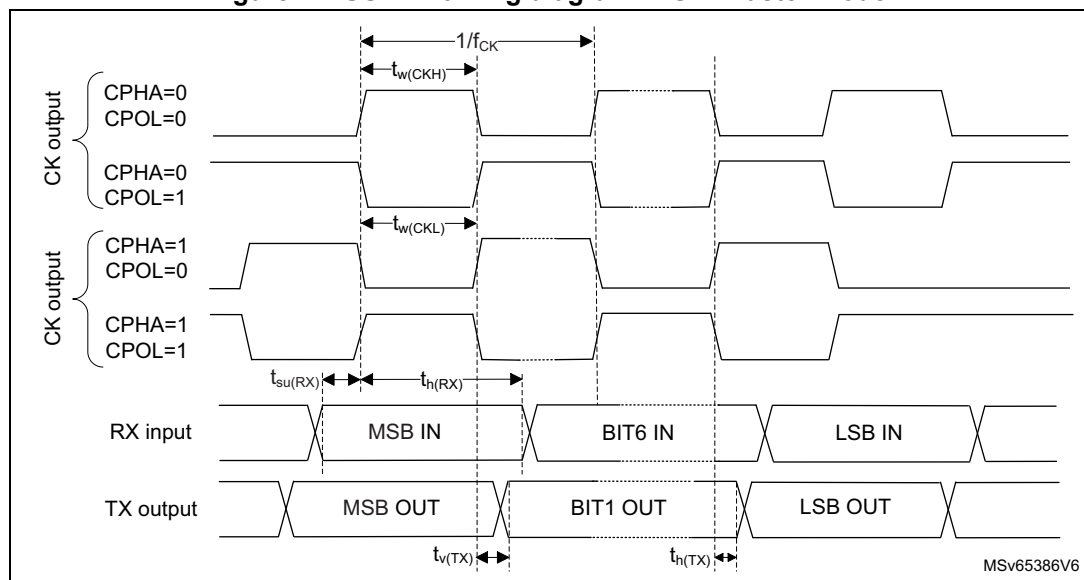 1/fCK
tw(CKH)
CK output
CPHA=0
CPOL=0
CPHA=0
CPOL=1
tw(CKL)
CK output
CPHA=1
CPOL=0
CPHA=1
CPOL=1
tsu(RX)
th(RX)
RX input
MSB IN
BIT6 IN
LSB IN
TX output
MSB OUT
BIT1 OUT
LSB OUT
tv(TX)
th(TX)
MSv65386V6